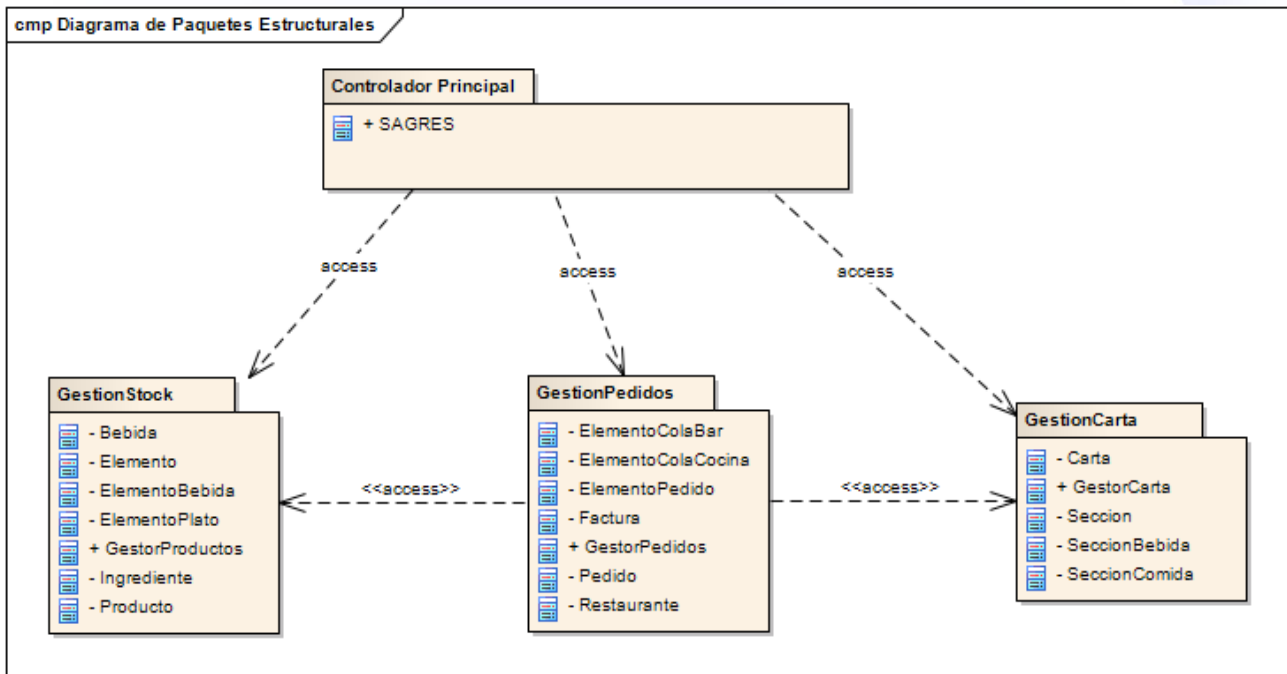 cmp Diagrama de Paquetes Estructurales
Controlador Principal
+ SAGRES
access
access
access
GestionStock
- Bebida
- Elemento
- ElementoBebida
- ElementoPlato
+ GestorProductos
- Ingrediente
- Producto
<<access>>
GestionPedidos
- ElementoColaBar
- ElementoColaCocina
- ElementoPedido
- Factura
+ GestorPedidos
- Pedido
- Restaurante
<<access>>
GestionCarta
- Carta
+ GestorCarta
- Seccion
- SeccionBebida
- SeccionComida